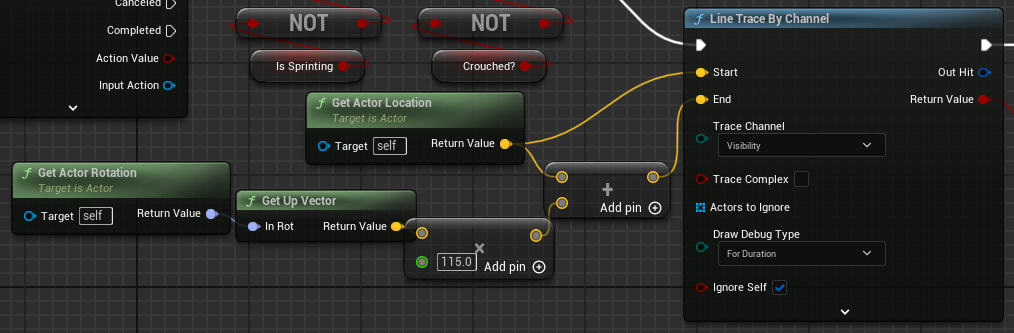 Canceled
Completed
Action Value
Input Action
NOT
NOT
Is Sprinting
Crouched?
Get Actor Location
Target is Actor
Target
self
Return Value
Get Actor Rotation
Target is Actor
Target
self
Return Value
Get Up Vector
In Rot
Return Value
×
115.0
Add pin
+
Add pin
Line Trace By Channel
Start
Out Hit
End
Return Value
Trace Channel
Visibility
Trace Complex
Actors to Ignore
Draw Debug Type
For Duration
Ignore Self